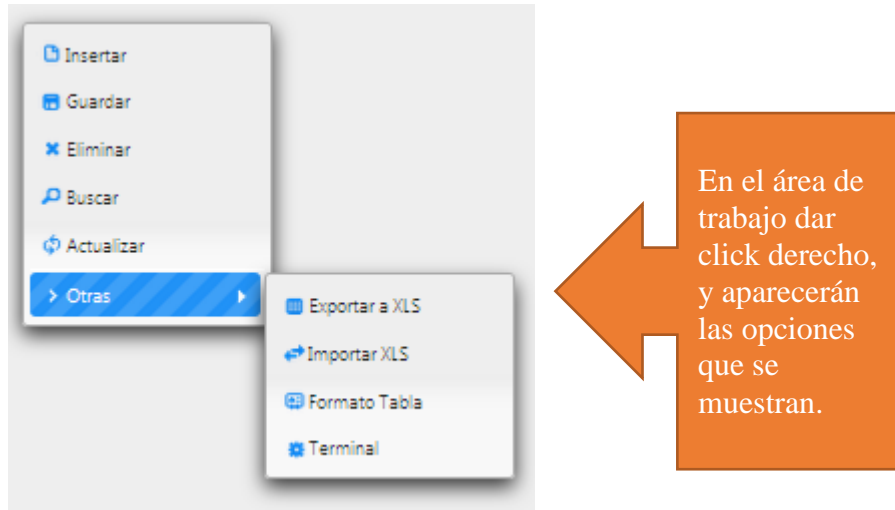 Insertar
Guardar
Eliminar
Buscar
Actualizar
Otras
Exportar a XLS
Importar XLS
Formato Tabla
Terminal
En el área de
trabajo dar
click derecho,
y aparecerán
las opciones
que se
muestran.